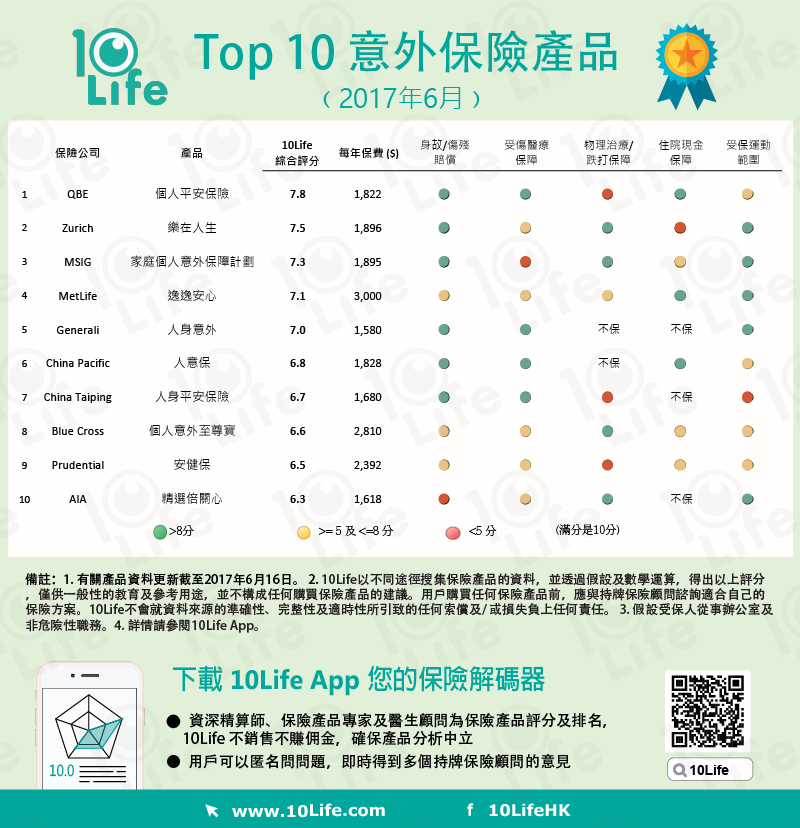 10
Life
Top 10 意外保險產品
（2017年6月）
保險公司 產品 10Life 綜合評分 每年保費 ($) 身故/傷殘 賠償 受傷醫療 保障 物理治療/ 跌打保障 住院現金 保障 受保運動 範圍
1 QBE 個人平安保險 7.8 1,822
2 Zurich 樂在人生 7.5 1,896
3 MSIG 家庭個人意外保障計劃 7.3 1,895
4 MetLife 逸逸安心 7.1 3,000
5 Generali 人身意外 7.0 1,580 不保 不保
6 China Pacific 人意保 6.8 1,828 不保
7 China Taiping 人身平安保險 6.7 1,680 不保
8 Blue Cross 個人意外至尊寶 6.6 2,810
9 Prudential 安健保 6.5 2,392
10 AIA 精選倍關心 6.3 1,618 不保
>8分 >= 5 及 <=8 分 <5 分 (滿分是10分)
備註：1. 有關產品資料更新截至2017年6月16日。 2. 10Life以不同途徑搜集保險產品的資料，並透過假設及數學運算，得出以上評分
，僅供一般性的教育及參考用途，並不構成任何購買保險產品的建議。用戶購買任何保險產品前，應與持牌保險顧問諮詢適合自己的
保險方案。10Life不會就資料來源的準確性、完整性及適時性所引致的任何索償及/或損失負上任何責任。 3. 假設受保人從事辦公室及
非危險性職務。4. 詳情請參閱10Life App。
下載 10Life App 您的保險解碼器
● 資深精算師、保險產品專家及醫生顧問為保險產品評分及排名，
10Life 不銷售不賺佣金，確保產品分析中立
● 用戶可以匿名問問題，即時得到多個持牌保險顧問的意見
10.0
10Life
www.10Life.com f 10LifeHK